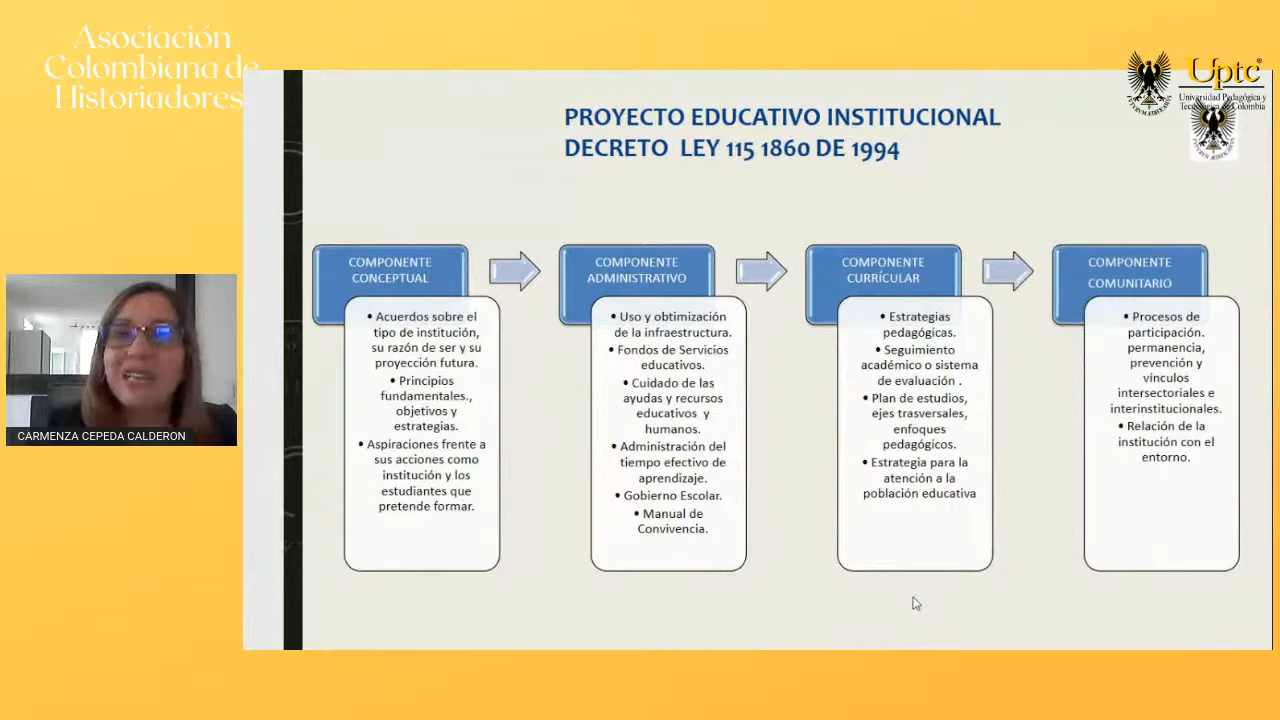 Asociación
Colombiana de
Historiadores
Uptc®
Universidad Pedagógica y
Tecnológica de Colombia
PROYECTO EDUCATIVO INSTITUCIONAL
DECRETO LEY 115 1860 DE 1994
COMPONENTE
CONCEPTUAL
• Acuerdos sobre el
tipo de institución,
su razón de ser y su
proyección futura.
• Principios
fundamentales.,
objetivos y
estrategias.
• Aspiraciones frente a
sus acciones como
institución y los
estudiantes que
pretende formar.
COMPONENTE
ADMINISTRATIVO
• Uso y obtimización
de la infraestructura.
• Fondos de Servicios
educativos.
• Cuidado de las
ayudas y recursos
educativos y
humanos.
• Administración del
tiempo efectivo de
aprendizaje.
• Gobierno Escolar.
• Manual de
Convivencia.
COMPONENTE
CURRÍCULAR
• Estrategias
pedagógicas.
• Seguimiento
académico o sistema
de evaluación .
• Plan de estudios,
ejes trasversales,
enfoques
pedagógicos.
• Estrategia para la
atención a la
población educativa
COMPONENTE
COMUNITARIO
• Procesos de
participación.
permanencia,
prevención y
vínculos
intersectoriales e
interinstitucionales.
• Relación de la
institución con el
entorno.
CARMENZA CEPEDA CALDERON